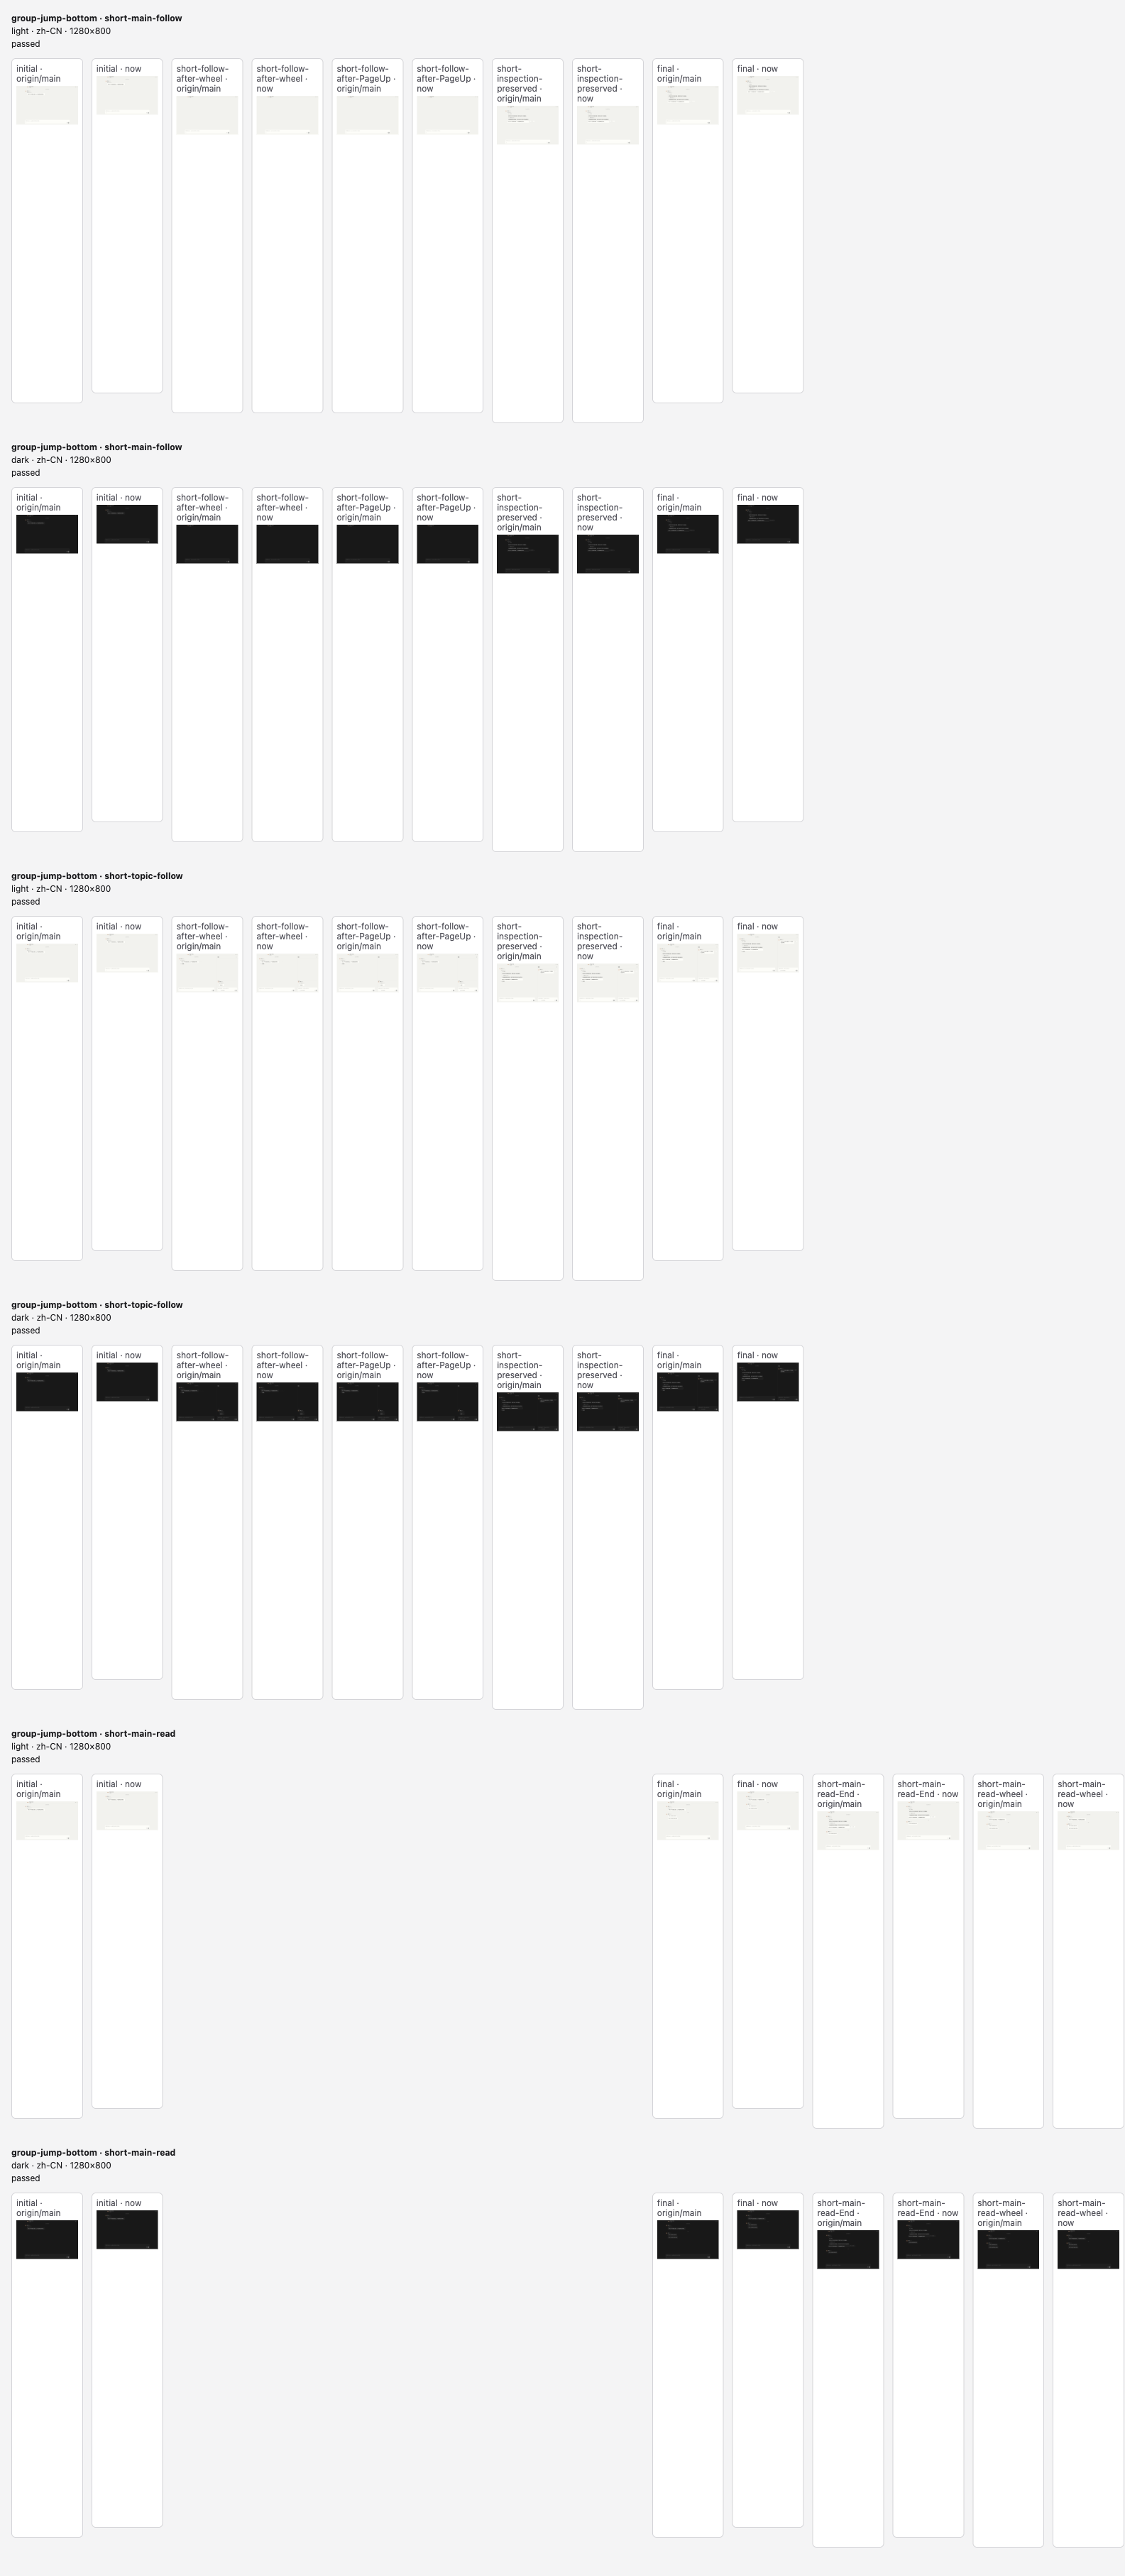 group-jump-bottom · short-main-follow
light · zh-CN · 1280×800
passed
initial ·
origin/main
initial · now
short-follow-
after-wheel ·
origin/main
short-follow-
after-wheel ·
now
short-follow-
after-PageUp ·
origin/main
short-follow-
after-PageUp ·
now
short-
inspection-
preserved ·
origin/main
short-
inspection-
preserved ·
now
final ·
origin/main
final · now
group-jump-bottom · short-main-follow
dark · zh-CN · 1280×800
passed
initial ·
origin/main
initial · now
short-follow-
after-wheel ·
origin/main
short-follow-
after-wheel ·
now
short-follow-
after-PageUp ·
origin/main
short-follow-
after-PageUp ·
now
short-
inspection-
preserved ·
origin/main
short-
inspection-
preserved ·
now
final ·
origin/main
final · now
group-jump-bottom · short-topic-follow
light · zh-CN · 1280×800
passed
initial ·
origin/main
initial · now
short-follow-
after-wheel ·
origin/main
short-follow-
after-wheel ·
now
short-follow-
after-PageUp ·
origin/main
short-follow-
after-PageUp ·
now
short-
inspection-
preserved ·
origin/main
short-
inspection-
preserved ·
now
final ·
origin/main
final · now
group-jump-bottom · short-topic-follow
dark · zh-CN · 1280×800
passed
initial ·
origin/main
initial · now
short-follow-
after-wheel ·
origin/main
short-follow-
after-wheel ·
now
short-follow-
after-PageUp ·
origin/main
short-follow-
after-PageUp ·
now
short-
inspection-
preserved ·
origin/main
short-
inspection-
preserved ·
now
final ·
origin/main
final · now
group-jump-bottom · short-main-read
light · zh-CN · 1280×800
passed
initial ·
origin/main
initial · now
final ·
origin/main
final · now
short-main-
read-End ·
origin/main
short-main-
read-End · now
short-main-
read-wheel ·
origin/main
short-main-
read-wheel ·
now
group-jump-bottom · short-main-read
dark · zh-CN · 1280×800
passed
initial ·
origin/main
initial · now
final ·
origin/main
final · now
short-main-
read-End ·
origin/main
short-main-
read-End · now
short-main-
read-wheel ·
origin/main
short-main-
read-wheel ·
now